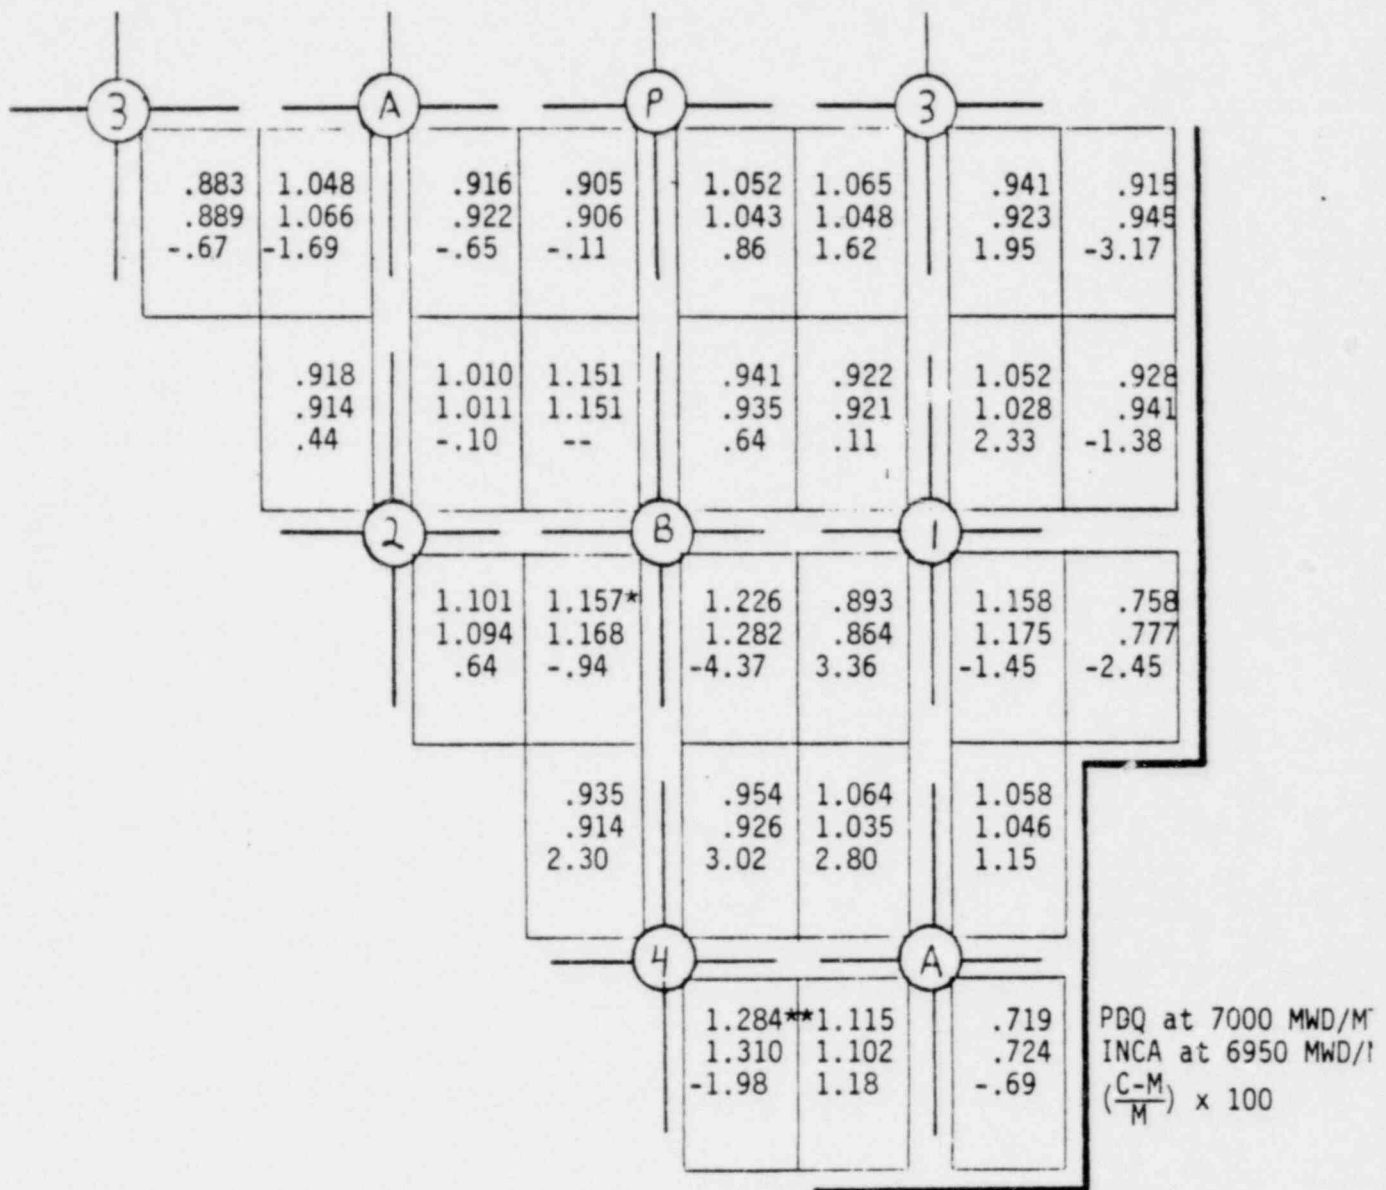 3 A P 3
.883 1.048 .916 .905 1.052 1.065 .941 .915
.889 1.066 .922 .906 1.043 1.048 .923 .945
-.67 -1.69 -.65 -.11 .86 1.62 1.95 -3.17
.918 1.010 1.151 .941 .922 1.052 .928
.914 1.011 1.151 .935 .921 1.028 .941
.44 -.10 -- .64 .11 2.33 -1.38
2 B 1
1.101 1.157* 1.226 .893 1.158 .758
1.094 1.168 1.282 .864 1.175 .777
.64 -.94 -4.37 3.36 -1.45 -2.45
.935 .954 1.064 1.058
.914 .926 1.035 1.046
2.30 3.02 2.80 1.15
4 A
1.284** 1.115 .719 PDQ at 7000 MWD/M
1.310 1.102 .724 INCA at 6950 MWD/
-1.98 1.18 -.69 (C-M/M) x 100